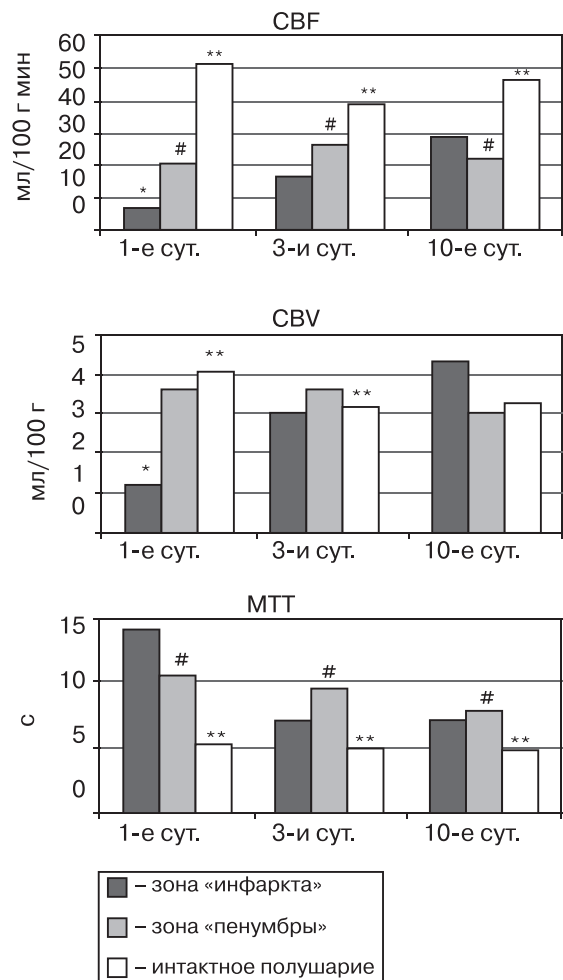 CBF
мл/100 г мин
60
50
40
30
20
10
0
* # **
# **
# **
1-е сут. 3-и сут. 10-е сут.
CBV
мл/100 г
5
4
3
2
1
0
* **
**
1-е сут. 3-и сут. 10-е сут.
МТТ
с
15
10
5
0
# **
# **
# **
1-е сут. 3-и сут. 10-е сут.
– зона «инфаркта»
– зона «пенумбры»
– интактное полушарие